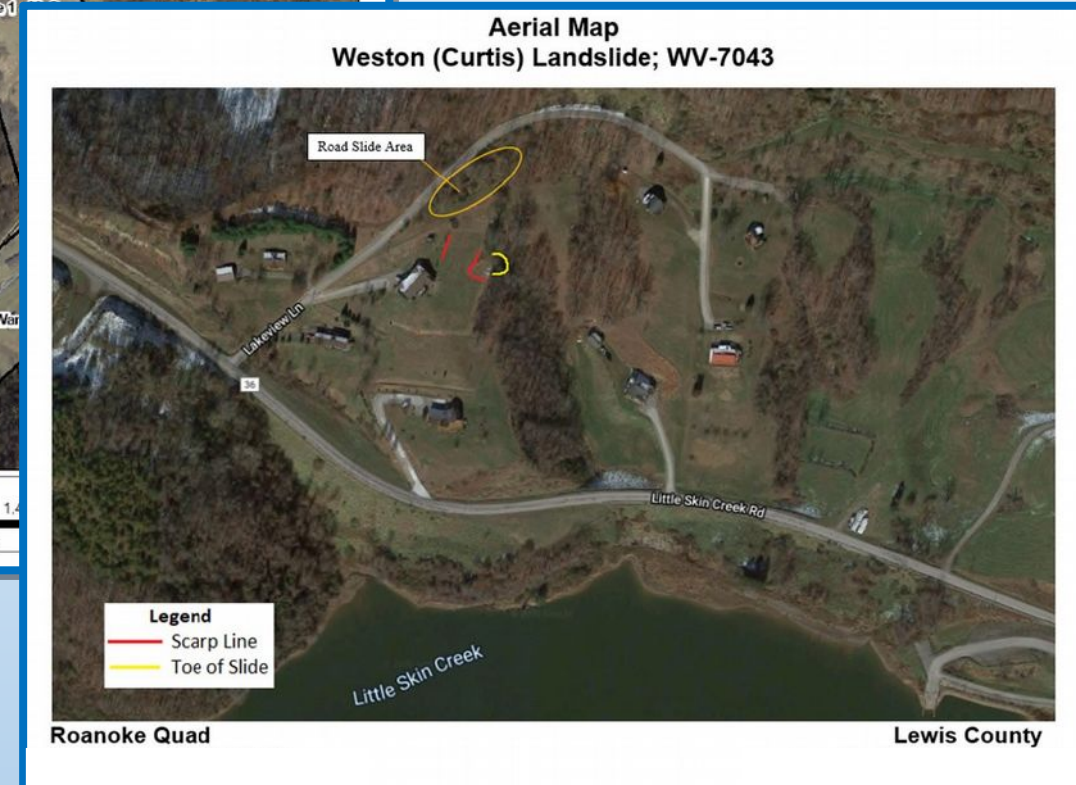 Aerial Map
Weston (Curtis) Landslide; WV-7043
Road Slide Area
Lakeview Ln
36
Little Skin Creek Rd
Legend
Scarp Line
Toe of Slide
Little Skin Creek
Roanoke Quad
Lewis County